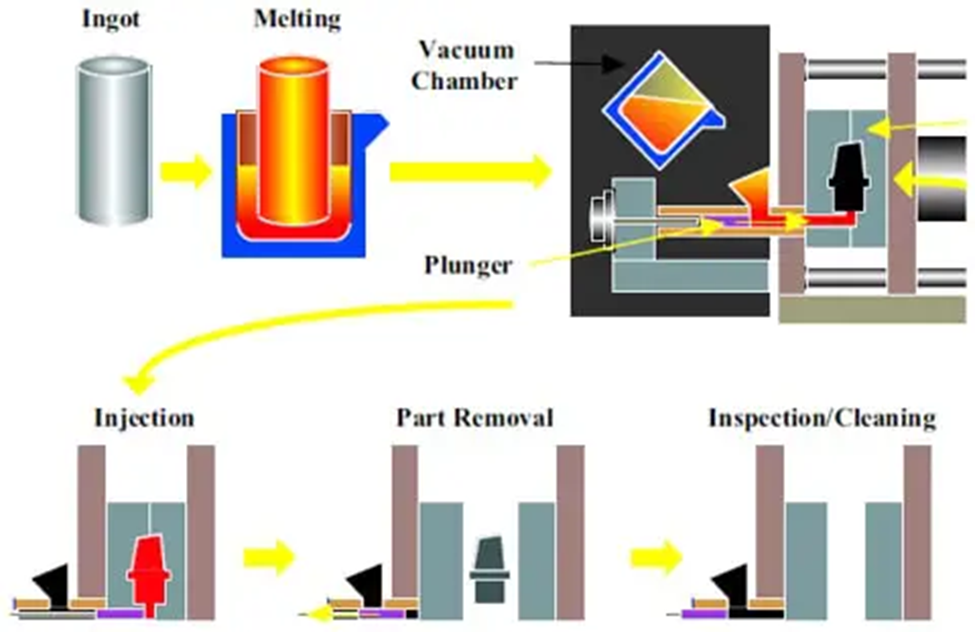 Ingot
Melting
Vacuum
Chamber
Plunger
Injection
Part Removal
Inspection/Cleaning